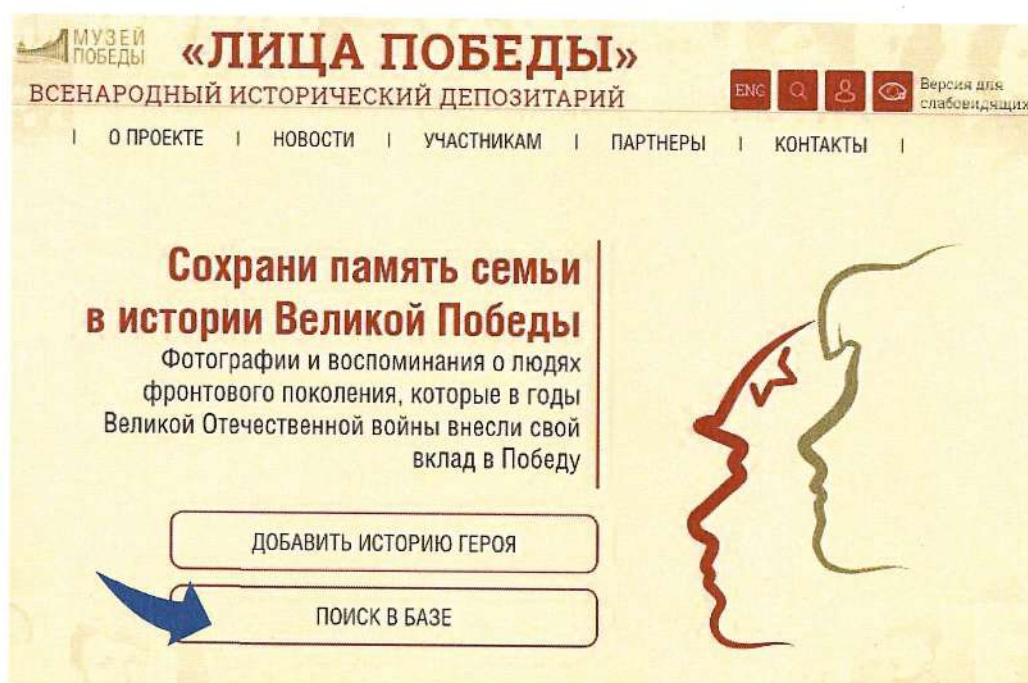 МУЗЕЙ
ПОБЕДЫ
«ЛИЦА ПОБЕДЫ»
ВСЕНАРОДНЫЙ ИСТОРИЧЕСКИЙ ДЕПОЗИТАРИЙ
ENG
Версия для
слабовидящих
| О ПРОЕКТЕ | НОВОСТИ | УЧАСТНИКАМ | ПАРТНЕРЫ | КОНТАКТЫ |
Сохрани память семьи
в истории Великой Победы
Фотографии и воспоминания о людях
фронтового поколения, которые в годы
Великой Отечественной войны внесли свой
вклад в Победу
ДОБАВИТЬ ИСТОРИЮ ГЕРОЯ
ПОИСК В БАЗЕ